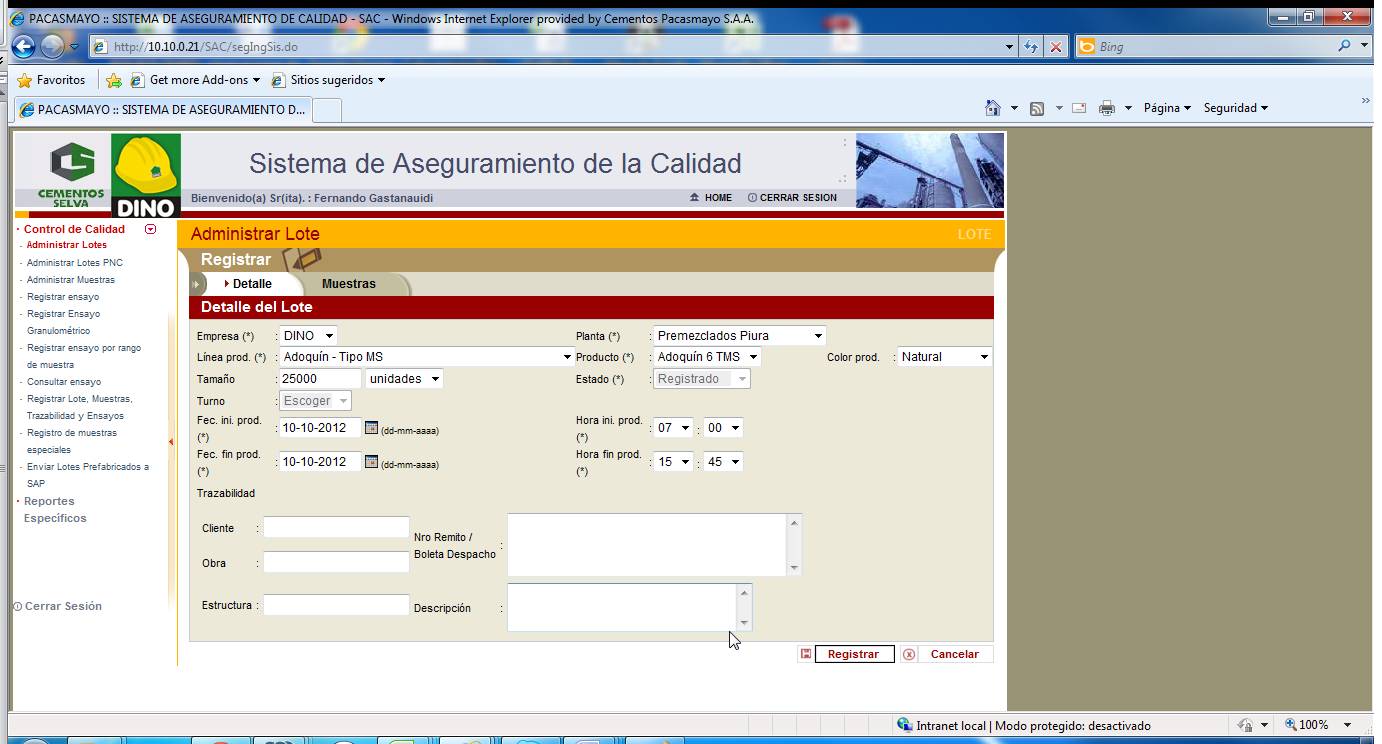 PACASMAYO :: SISTEMA DE ASEGURAMIENTO DE CALIDAD - SAC - Windows Internet Explorer provided by Cementos Pacasmayo S.A.A.
http://10.10.0.21/SAC/segIngSis.do
Bing
Favoritos
Get more Add-ons
Sitios sugeridos
PACASMAYO :: SISTEMA DE ASEGURAMIENTO D...
Página
Seguridad
CEMENTOS
SELVA
DINO
Sistema de Aseguramiento de la Calidad
Bienvenido(a) Sr(ita). : Fernando Gastanauidi
HOME
CERRAR SESION
Control de Calidad
- Administrar Lotes
- Administrar Lotes PNC
- Administrar Muestras
- Registrar ensayo
- Registrar Ensayo
Granulométrico
- Registrar ensayo por rango
de muestra
- Consultar ensayo
- Registrar Lote, Muestras,
Trazabilidad y Ensayos
- Registro de muestras
especiales
- Enviar Lotes Prefabricados a
SAP
Reportes
Específicos
Cerrar Sesión
Administrar Lote
LOTE
Registrar
Detalle
Muestras
Detalle del Lote
Empresa (*) : DINO
Planta (*) : Premezclados Piura
Línea prod. (*) : Adoquín - Tipo MS
Producto (*) : Adoquín 6 TMS
Color prod. : Natural
Tamaño : 25000 unidades
Estado (*) : Registrado
Turno : Escoger
Fec. ini. prod.
(*) : 10-10-2012 (dd-mm-aaaa)
Hora ini. prod.
(*) : 07 : 00
Fec. fin prod.
(*) : 10-10-2012 (dd-mm-aaaa)
Hora fin prod.
(*) : 15 : 45
Trazabilidad
Cliente :
Nro Remito /
Boleta Despacho :
Obra :
Estructura :
Descripción :
Registrar
Cancelar
Intranet local | Modo protegido: desactivado
100%